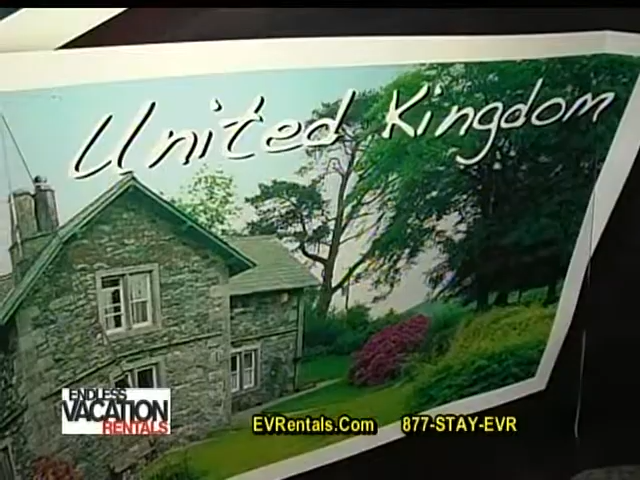 United Kingdom
ENDLESS
VACATION
RENTALS
EVRentals.Com 877-STAY-EVR